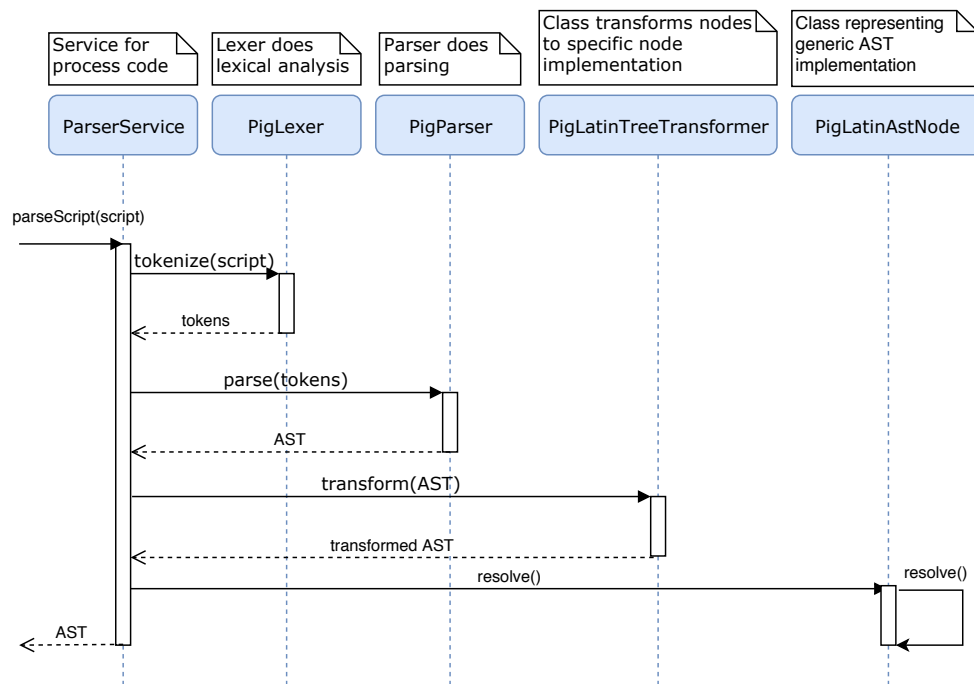 Service for
process code
Lexer does
lexical analysis
Parser does
parsing
Class transforms nodes
to specific node
implementation
Class representing
generic AST
implementation
ParserService
PigLexer
PigParser
PigLatinTreeTransformer
PigLatinAstNode
parseScript(script)
tokenize(script)
tokens
parse(tokens)
AST
transform(AST)
transformed AST
resolve()
resolve()
AST